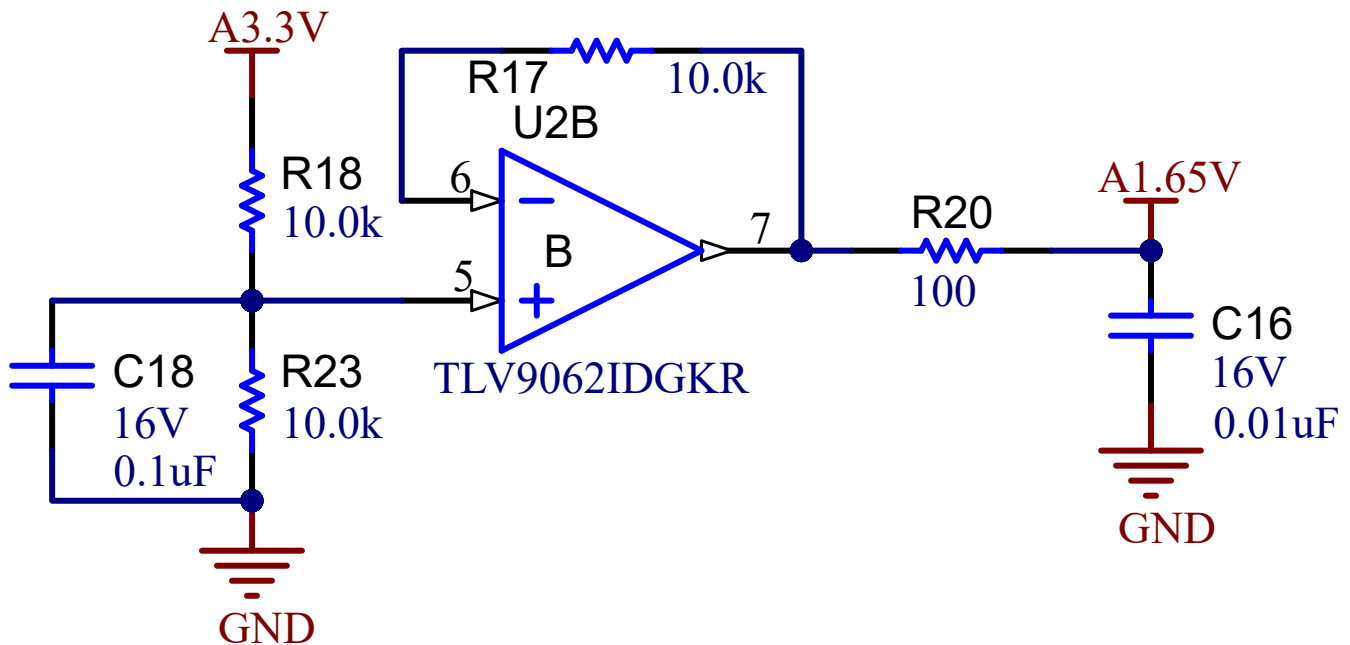 A3.3V
R17
10.0k
U2B
R18
10.0k
6
−
B
7
R20
100
A1.65V
5
+
TLV9062IDGKR
C18
16V
0.1uF
R23
10.0k
C16
16V
0.01uF
GND
GND